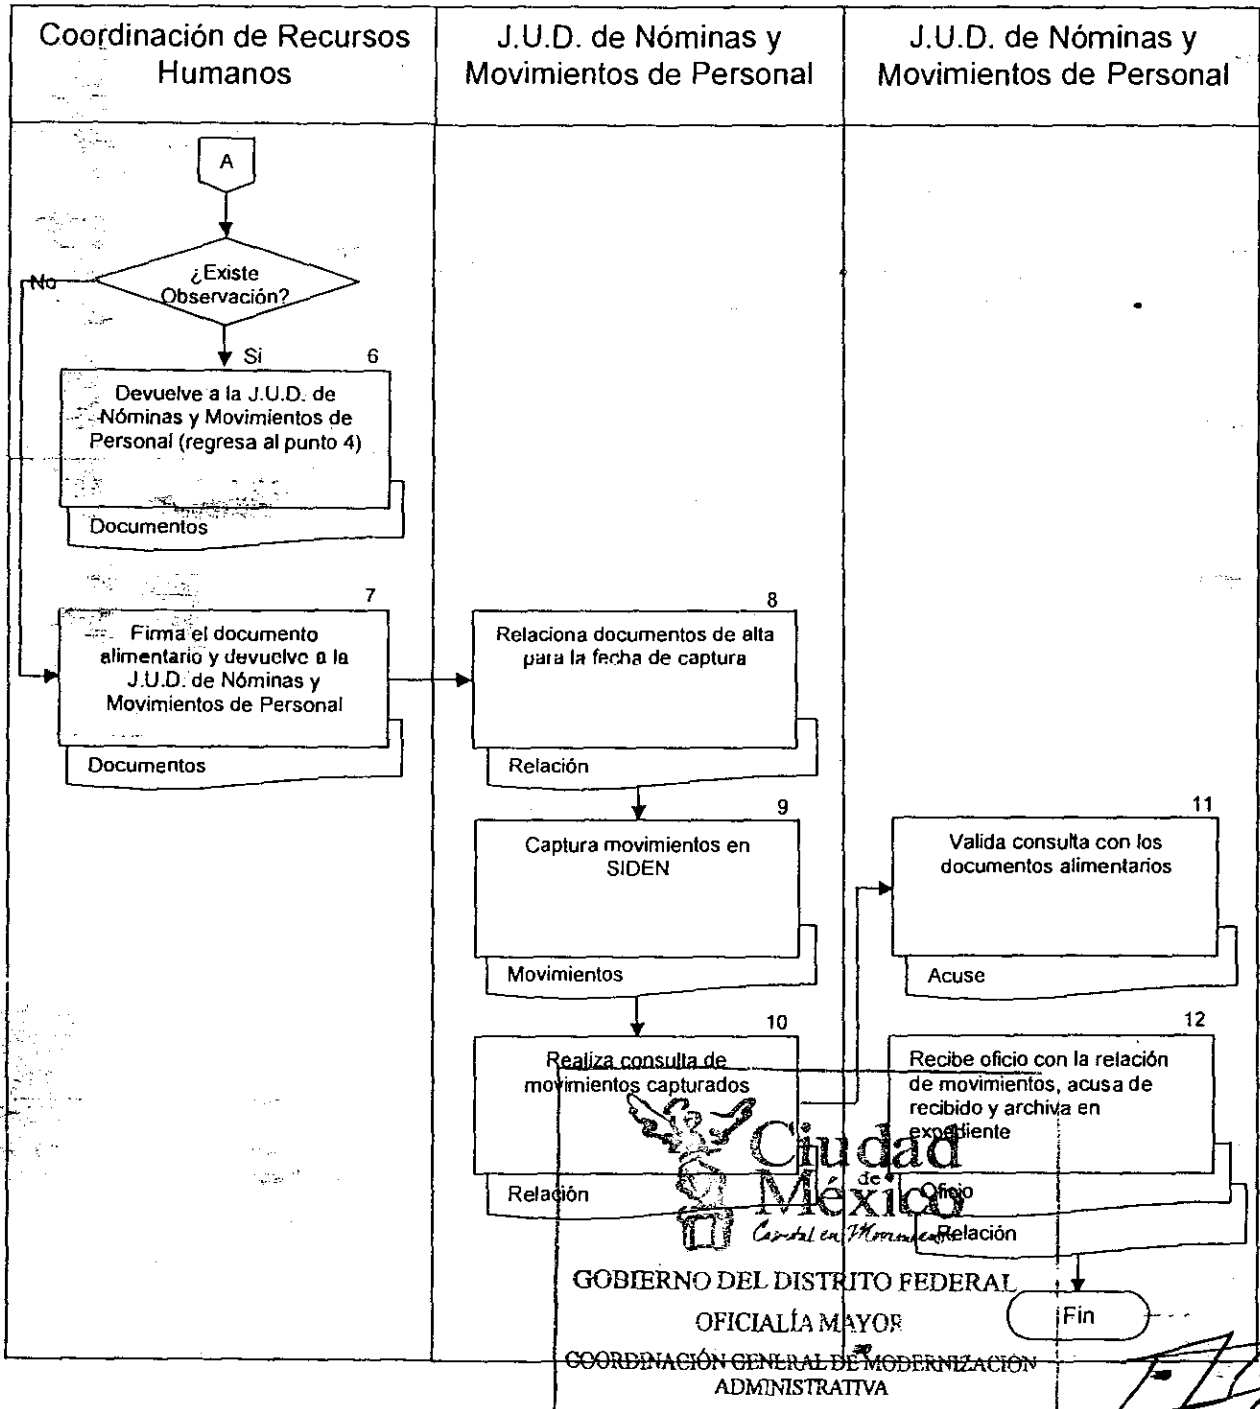 Coordinación de Recursos
Humanos
J.U.D. de Nóminas y
Movimientos de Personal
J.U.D. de Nóminas y
Movimientos de Personal
A
¿Existe
Observación?
No
Si
6
Devuelve a la J.U.D. de
Nóminas y Movimientos de
Personal (regresa al punto 4)
Documentos
7
Firma el documento
alimentario y devuelve a la
J.U.D. de Nóminas y
Movimientos de Personal
Documentos
8
Relaciona documentos de alta
para la fecha de captura
Relación
9
Captura movimientos en
SIDEN
Movimientos
10
Realiza consulta de
movimientos capturados
Relación
11
Valida consulta con los
documentos alimentarios
Acuse
12
Recibe oficio con la relación
de movimientos, acusa de
recibido y archiva en
expediente
Oficio
Relación
Fin
Ciudad
de
México
Capital en Movimiento
GOBIERNO DEL DISTRITO FEDERAL
OFICIALÍA MAYOR
COORDINACIÓN GENERAL DE MODERNIZACIÓN
ADMINISTRATIVA